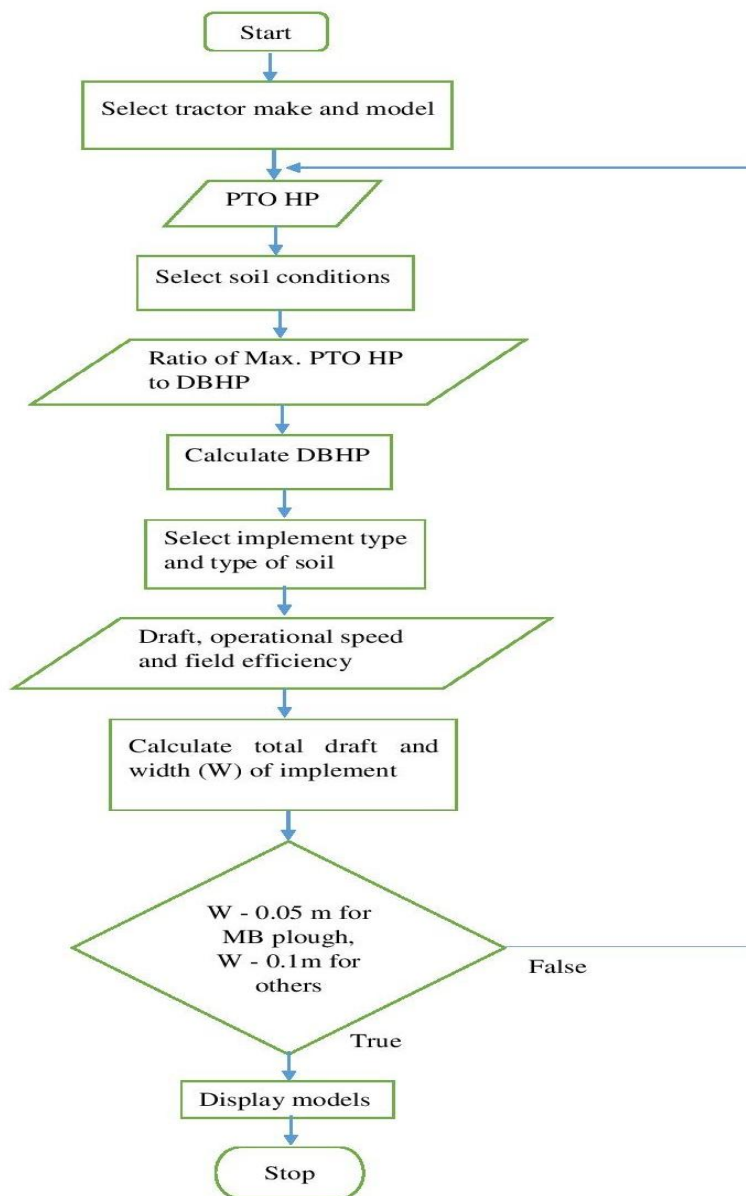 Start
Select tractor make and model
PTO HP
Select soil conditions
Ratio of Max. PTO HP
to DBHP
Calculate DBHP
Select implement type
and type of soil
Draft, operational speed
and field efficiency
Calculate total draft and
width (W) of implement
W - 0.05 m for
MB plough,
W - 0.1m for
others
False
True
Display models
Stop